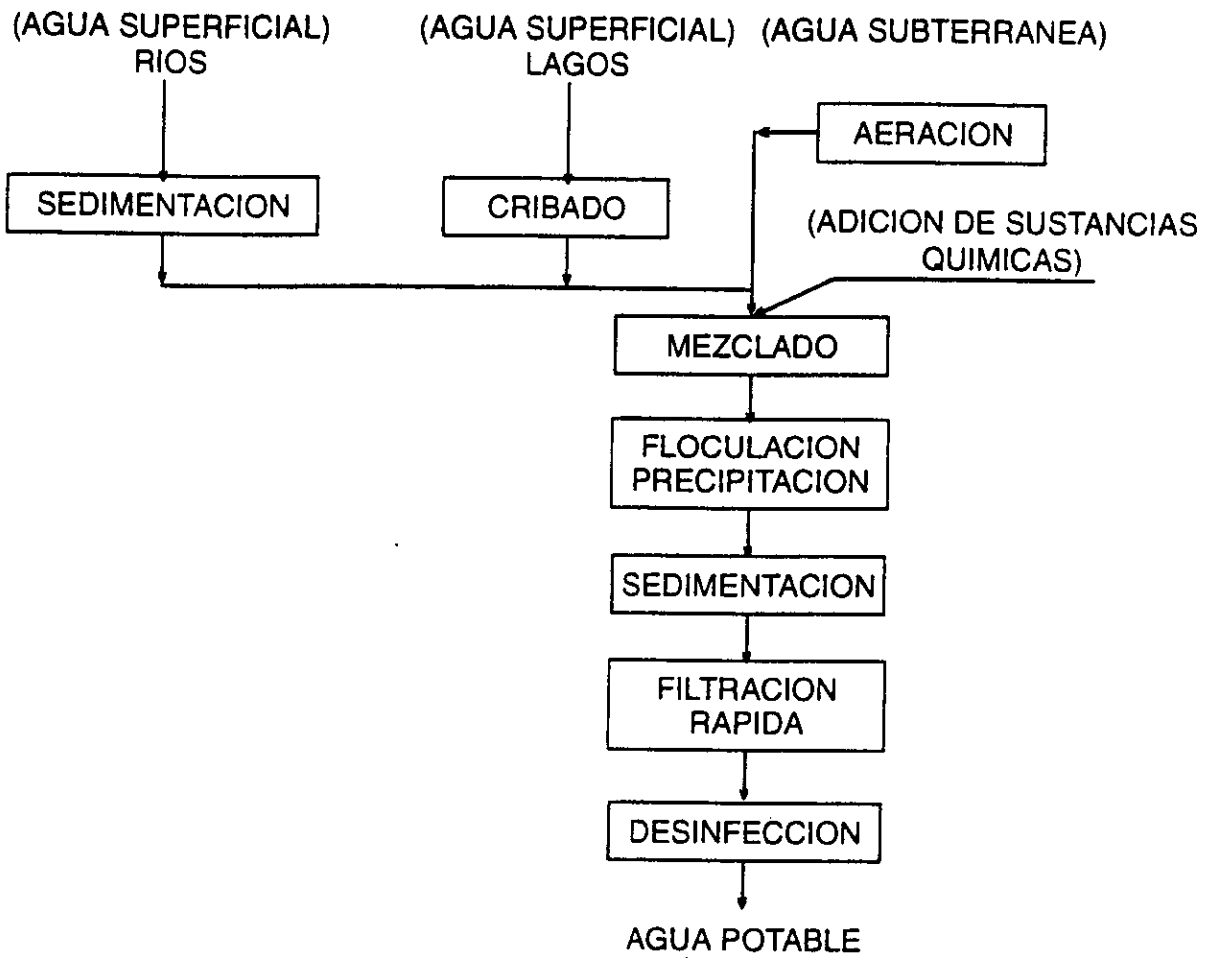 (AGUA SUPERFICIAL)
RIOS
(AGUA SUPERFICIAL)
LAGOS
(AGUA SUBTERRANEA)
AERACION
SEDIMENTACION
CRIBADO
(ADICION DE SUSTANCIAS
QUIMICAS)
MEZCLADO
FLOCULACION
PRECIPITACION
SEDIMENTACION
FILTRACION
RAPIDA
DESINFECCION
AGUA POTABLE